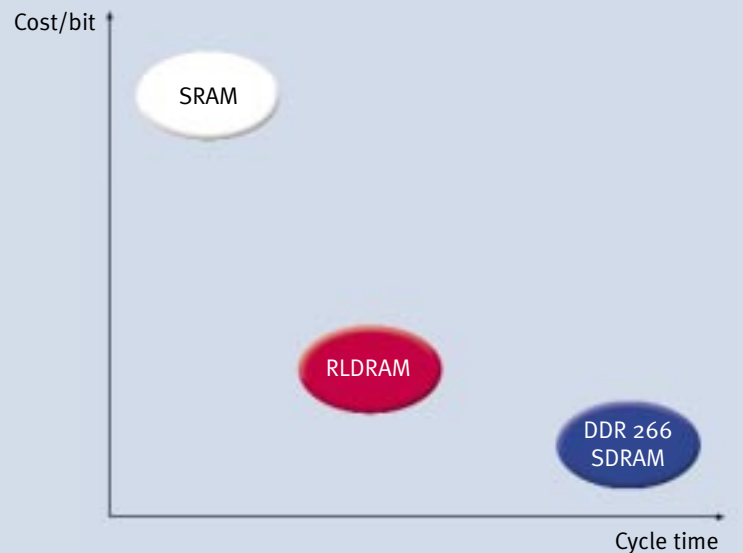 Cost/bit
SRAM
RLDRAM
DDR 266
SDRAM
Cycle time